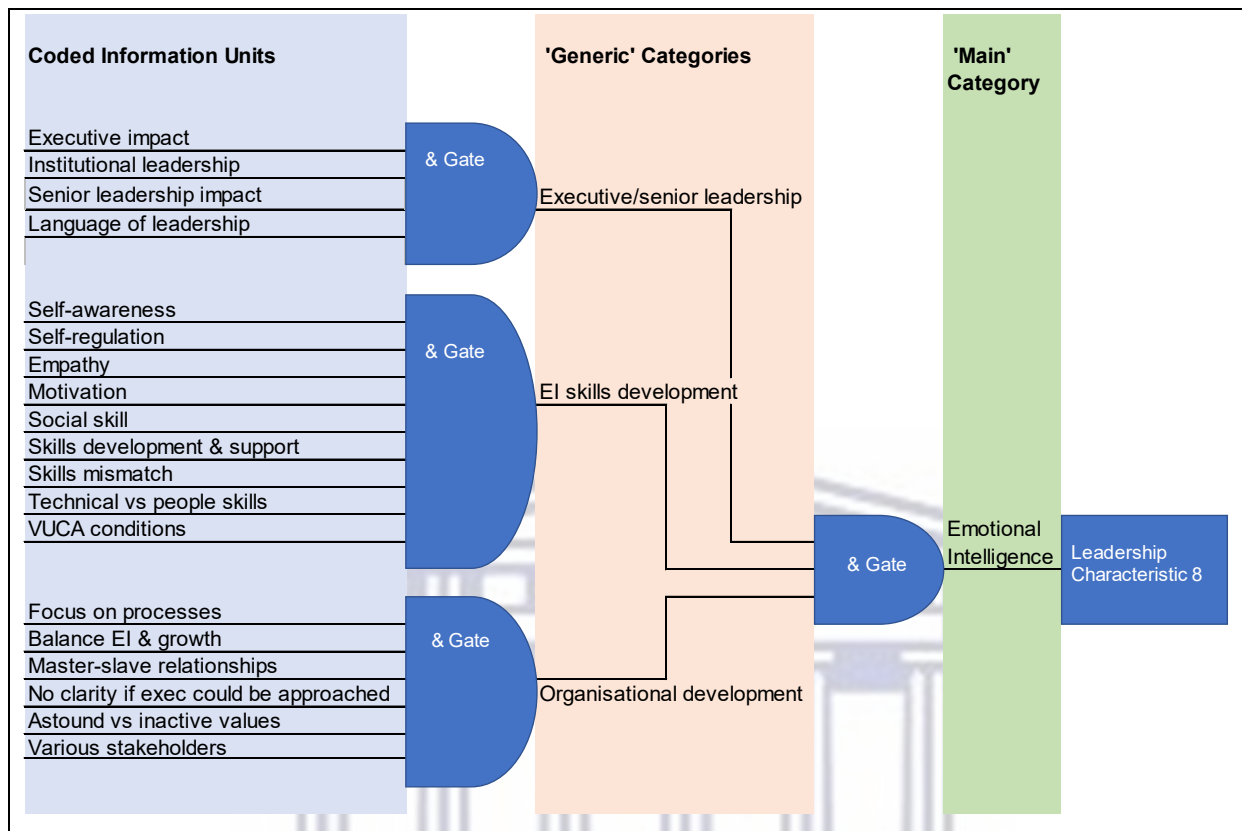 Coded Information Units
'Generic' Categories
'Main'
Category
Executive impact
Institutional leadership
Senior leadership impact
Language of leadership
& Gate
Executive/senior leadership
Self-awareness
Self-regulation
Empathy
Motivation
Social skill
Skills development & support
Skills mismatch
Technical vs people skills
VUCA conditions
& Gate
EI skills development
Focus on processes
Balance EI & growth
Master-slave relationships
No clarity if exec could be approached
Astound vs inactive values
Various stakeholders
& Gate
Organisational development
& Gate
Emotional
Intelligence
Leadership
Characteristic 8